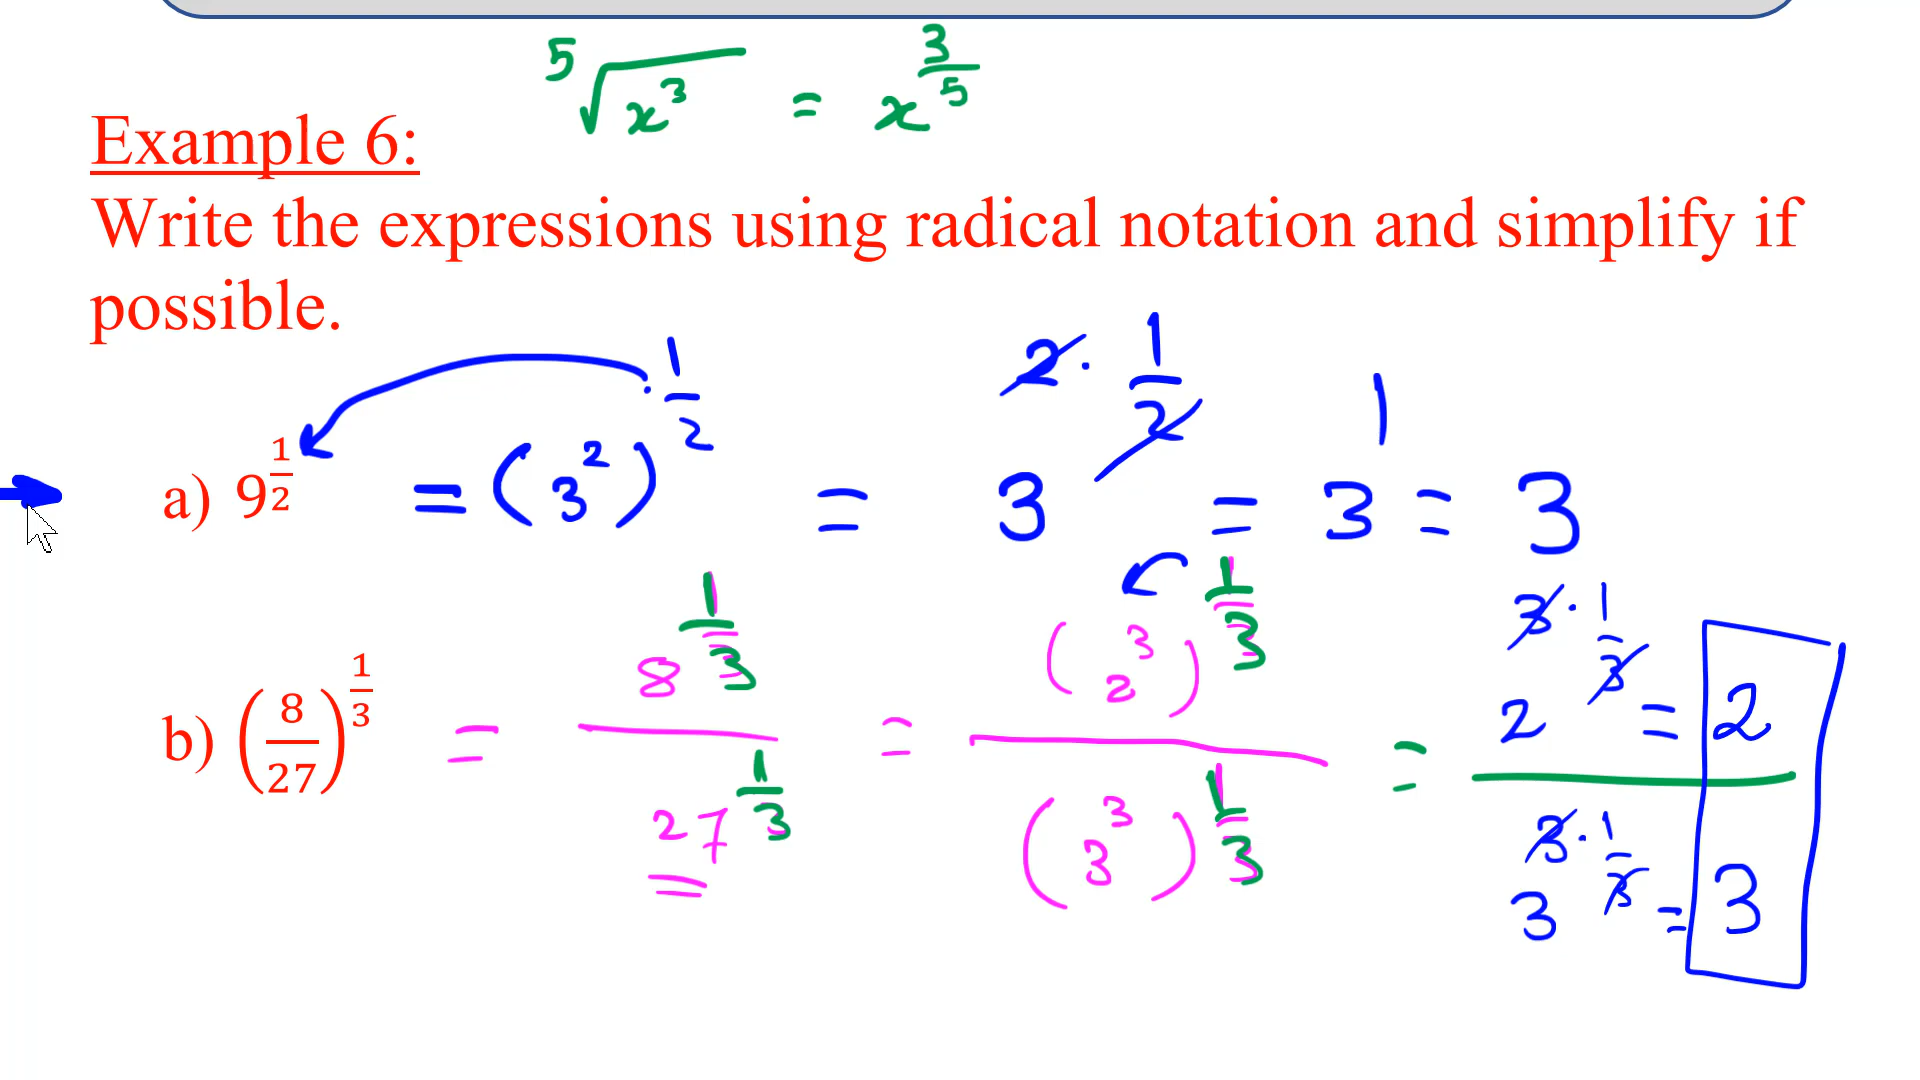 ⁵√x³ = x^(3/5)
Example 6:
Write the expressions using radical notation and simplify if
possible.
a) 9^(1/2) = (3²)^(·1/2) = 3^(2·1/2) = 3^1 = 3
b) (8/27)^(1/3) = 8^(1/3)/27^(1/3) = (2³)^(1/3)/(3³)^(1/3) = 2^(3·1/3) = 2 / 3^(3·1/3) = 3